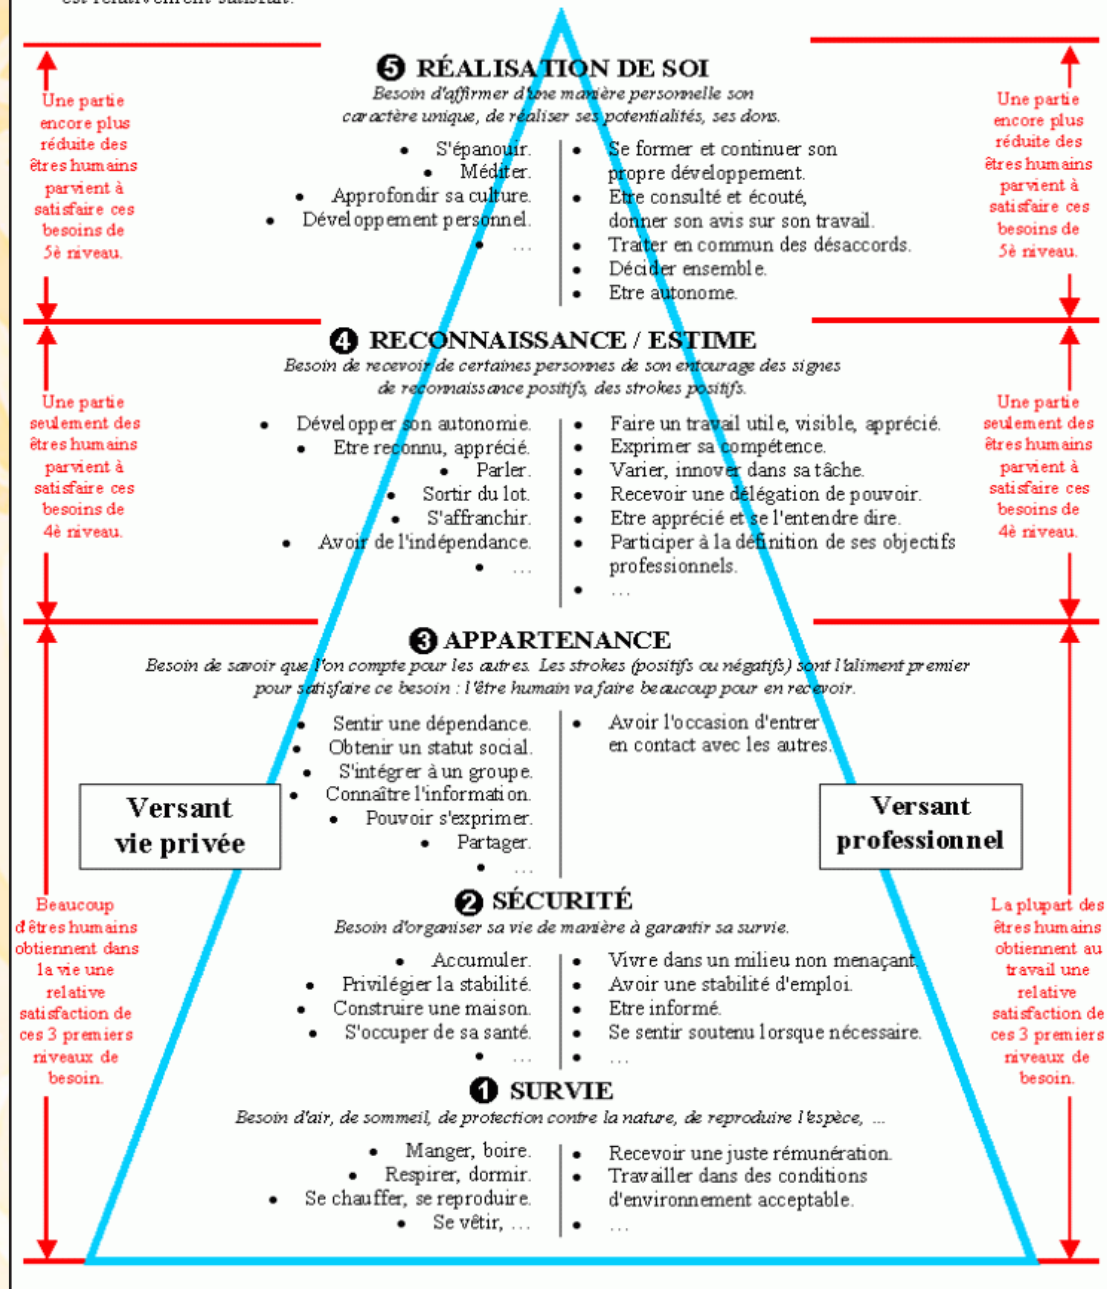 est relativement satisfait.
❺ RÉALISATION DE SOI
Besoin d'affirmer d'une manière personnelle son
caractère unique, de réaliser ses potentialités, ses dons.
• S'épanouir.
• Méditer.
• Approfondir sa culture.
• Développement personnel.
• ...
• Se former et continuer son
propre développement.
• Etre consulté et écouté,
donner son avis sur son travail.
• Traiter en commun des désaccords.
• Décider ensemble.
• Etre autonome.
Une partie
encore plus
réduite des
êtres humains
parvient à
satisfaire ces
besoins de
5è niveau.
Une partie
encore plus
réduite des
êtres humains
parvient à
satisfaire ces
besoins de
5è niveau.
❹ RECONNAISSANCE / ESTIME
Besoin de recevoir de certaines personnes de son entourage des signes
de reconnaissance positifs, des strokes positifs.
• Développer son autonomie.
• Etre reconnu, apprécié.
• Parler.
• Sortir du lot.
• S'affranchir.
• Avoir de l'indépendance.
• ...
• Faire un travail utile, visible, apprécié.
• Exprimer sa compétence.
• Varier, innover dans sa tâche.
• Recevoir une délégation de pouvoir.
• Etre apprécié et se l'entendre dire.
• Participer à la définition de ses objectifs
professionnels.
• ...
Une partie
seulement des
êtres humains
parvient à
satisfaire ces
besoins de
4è niveau.
Une partie
seulement des
êtres humains
parvient à
satisfaire ces
besoins de
4è niveau.
❸ APPARTENANCE
Besoin de savoir que l'on compte pour les autres. Les strokes (positifs ou négatifs) sont l'aliment premier
pour satisfaire ce besoin : l'être humain va faire beaucoup pour en recevoir.
• Sentir une dépendance.
• Obtenir un statut social.
• S'intégrer à un groupe.
• Connaître l'information.
• Pouvoir s'exprimer.
• Partager.
• ...
• Avoir l'occasion d'entrer
en contact avec les autres.
Versant
vie privée
Versant
professionnel
❷ SÉCURITÉ
Besoin d'organiser sa vie de manière à garantir sa survie.
• Accumuler.
• Privilégier la stabilité.
• Construire une maison.
• S'occuper de sa santé.
• ...
• Vivre dans un milieu non menaçant.
• Avoir une stabilité d'emploi.
• Etre informé.
• Se sentir soutenu lorsque nécessaire.
• ...
Beaucoup
d'êtres humains
obtiennent dans
la vie une
relative
satisfaction de
ces 3 premiers
niveaux de
besoin.
La plupart des
êtres humains
obtiennent au
travail une
relative
satisfaction de
ces 3 premiers
niveaux de
besoin.
❶ SURVIE
Besoin d'air, de sommeil, de protection contre la nature, de reproduire l'espèce, ...
• Manger, boire.
• Respirer, dormir.
• Se chauffer, se reproduire.
• Se vêtir, ...
• Recevoir une juste rémunération.
• Travailler dans des conditions
d'environnement acceptable.
• ...